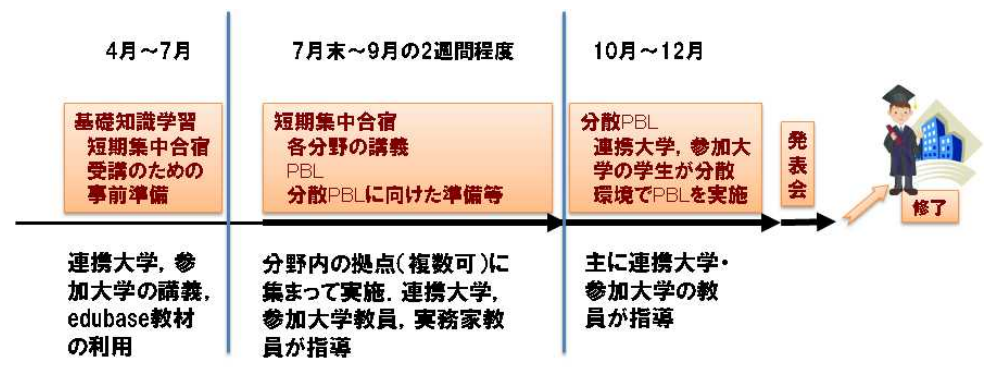 4月～7月
7月末～9月の2週間程度
10月～12月
基礎知識学習
短期集中合宿
受講のための
事前準備
短期集中合宿
各分野の講義
PBL
分散PBLに向けた準備等
分散PBL
連携大学，参加大
学の学生が分散
環境でPBLを実施
発表会
修了
連携大学，参
加大学の講義，
edubase教材
の利用
分野内の拠点（複数可）に
集まって実施．連携大学，
参加大学教員，実務家教
員が指導
主に連携大学・
参加大学の教
員が指導